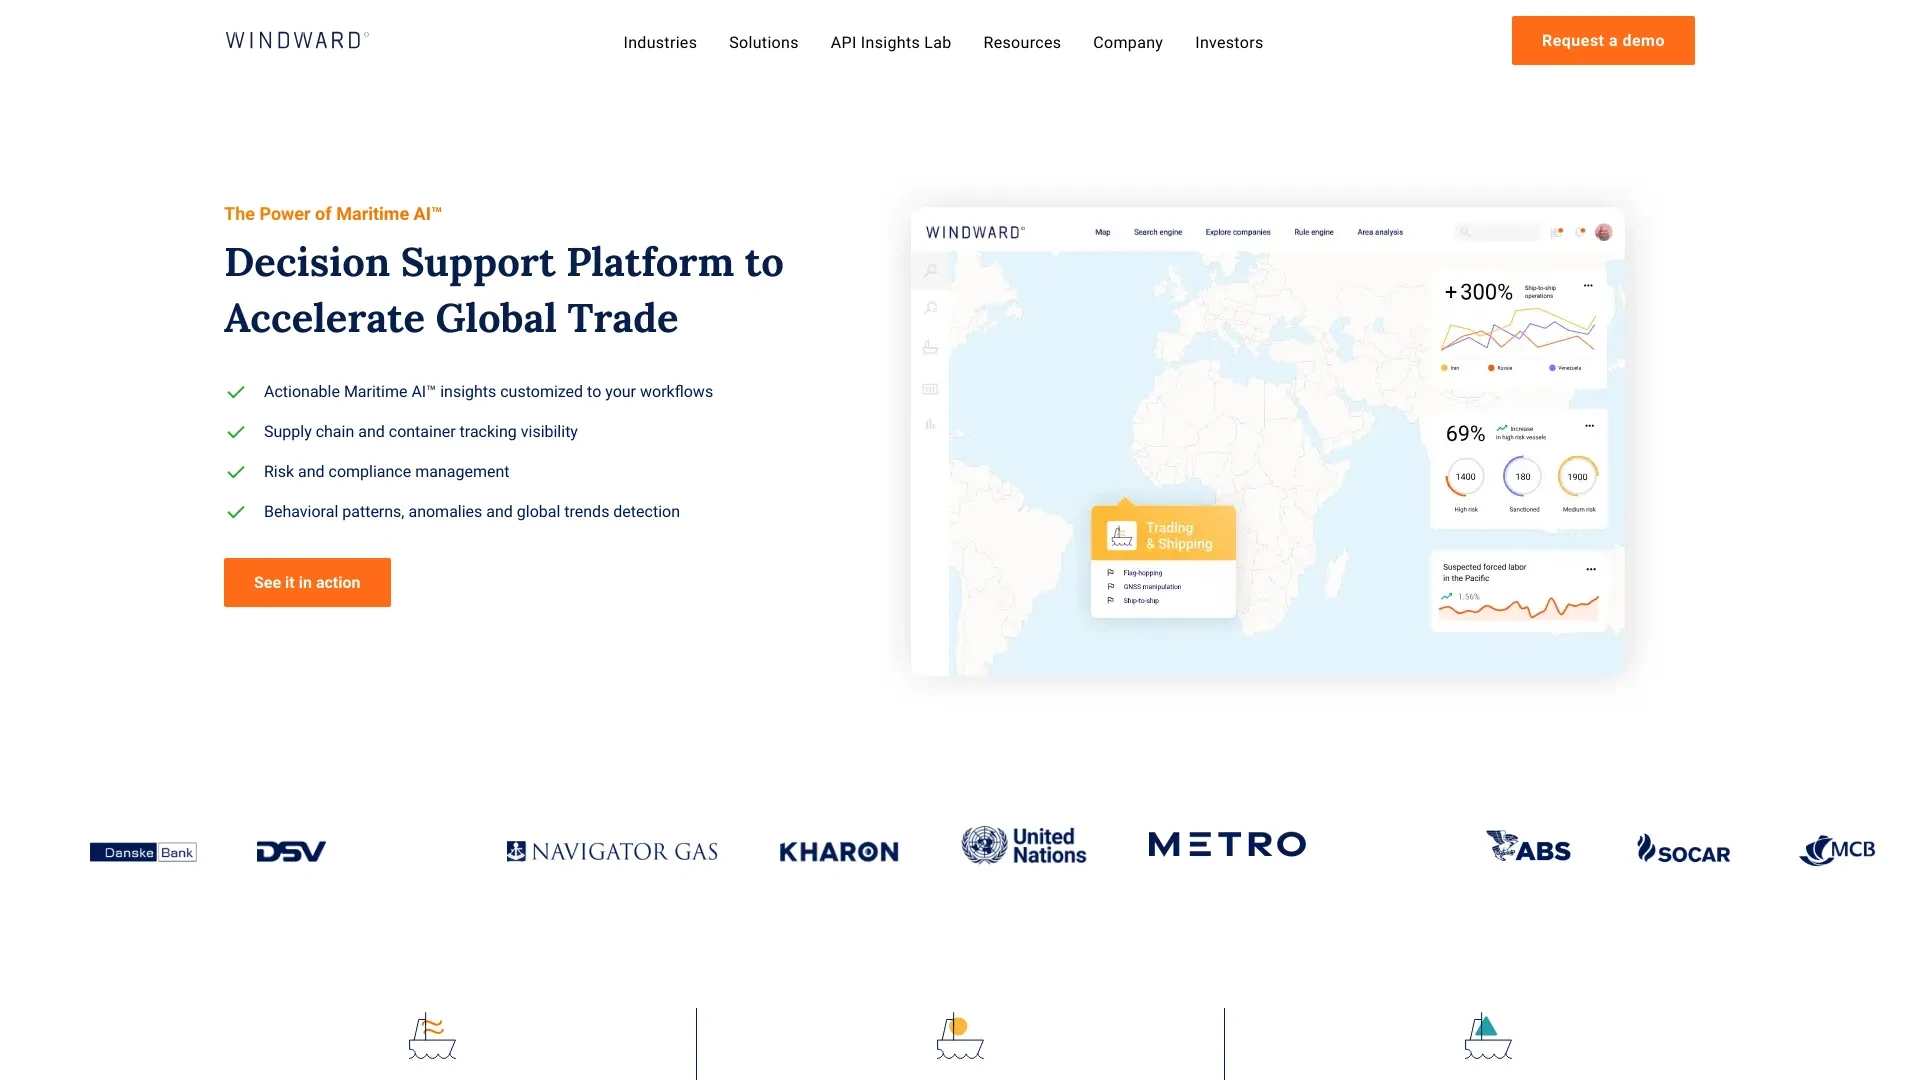 WINDWARD
Industries
Solutions
API Insights Lab
Resources
Company
Investors
Request a demo
The Power of Maritime AI™
Decision Support Platform to
Accelerate Global Trade
Actionable Maritime AI™ insights customized to your workflows
Supply chain and container tracking visibility
Risk and compliance management
Behavioral patterns, anomalies and global trends detection
See it in action
WINDWARD
Map
Search engine
Explore companies
Rule engine
Area analysis
+300%
Ship-to-ship
operations
Iran
Russia
Venezuela
69%
Increase
in high risk vessels
1400
180
1900
High risk
Sanctioned
Medium risk
Suspected forced labor
in the Pacific
1.56%
Trading
& Shipping
Flag-hopping
GNSS manipulation
Ship-to-ship
Danske Bank
DSV
NAVIGATOR GAS
KHARON
United
Nations
METRO
ABS
SOCAR
MCB